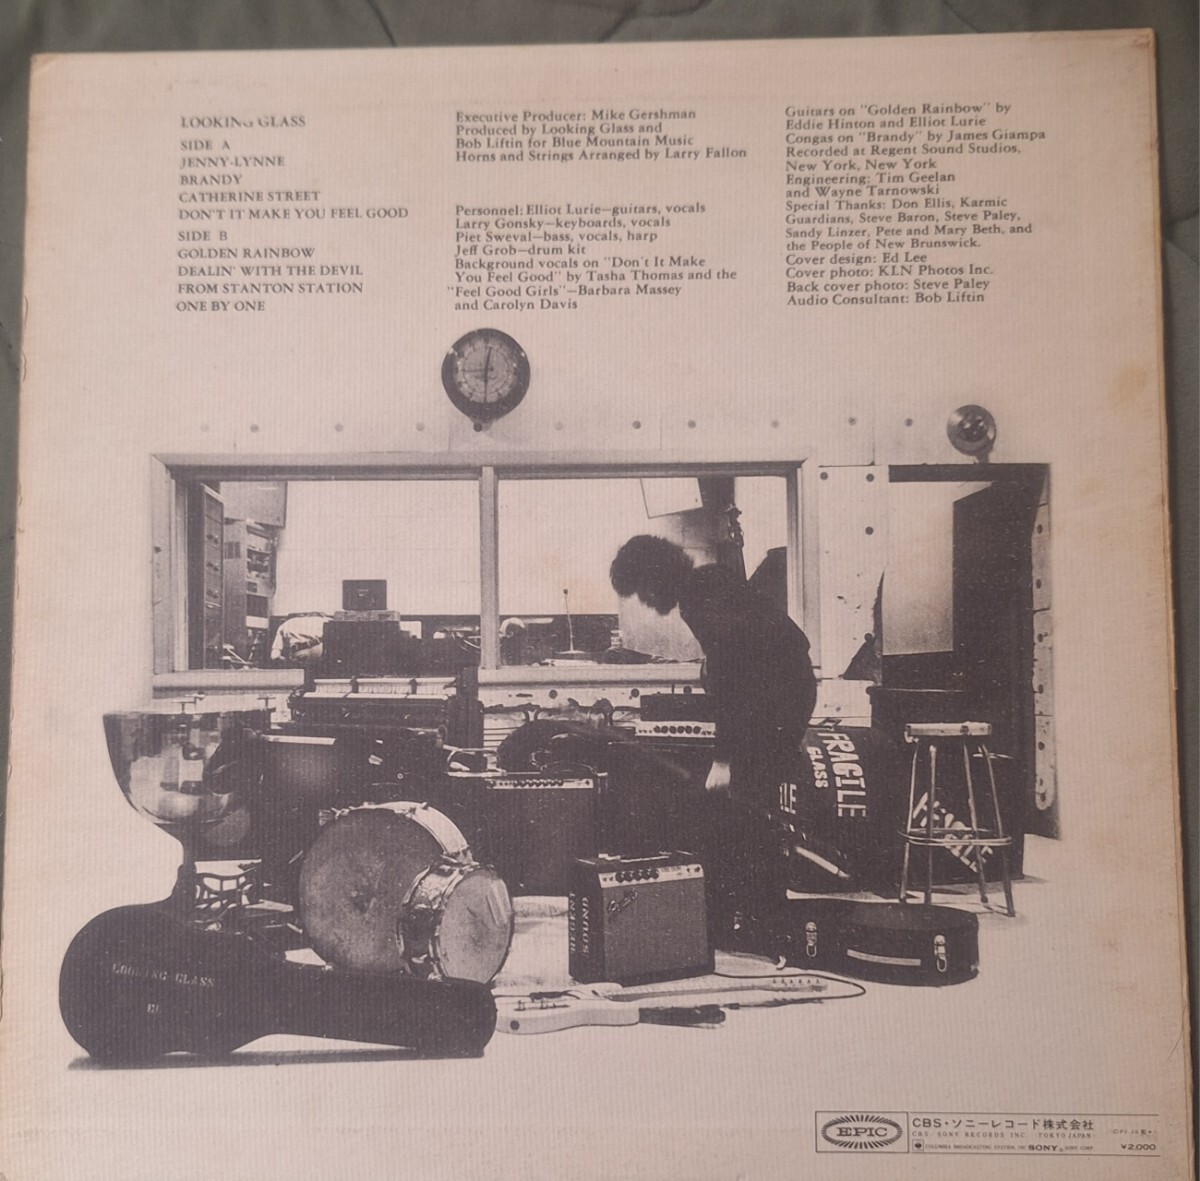 LOOKING GLASS
SIDE A
JENNY-LYNNE
BRANDY
CATHERINE STREET
DON'T IT MAKE YOU FEEL GOOD
SIDE B
GOLDEN RAINBOW
DEALIN' WITH THE DEVIL
FROM STANTON STATION
ONE BY ONE
Executive Producer: Mike Gershman
Produced by Looking Glass and
Bob Liftin for Blue Mountain Music
Horns and Strings Arranged by Larry Fallon
Personnel: Elliot Lurie—guitars, vocals
Larry Gonsky—keyboards, vocals
Piet Sweval—bass, vocals, harp
Jeff Grob—drum kit
Background vocals on "Don't It Make
You Feel Good" by Tasha Thomas and the
"Feel Good Girls"—Barbara Massey
and Carolyn Davis
Guitars on "Golden Rainbow" by
Eddie Hinton and Elliot Lurie
Congas on "Brandy" by James Giampa
Recorded at Regent Sound Studios,
New York, New York
Engineering: Tim Geelan
and Wayne Tarnowski
Special Thanks: Don Ellis, Karmic
Guardians, Steve Baron, Steve Paley,
Sandy Linzer, Pete and Mary Beth, and
the People of New Brunswick.
Cover design: Ed Lee
Cover photo: KLN Photos Inc.
Back cover photo: Steve Paley
Audio Consultant: Bob Liftin
FRAGILE
GLASS
REGENT
SOUND
Fender
LOOKING GLASS
EPIC
CBS・ソニーレコード株式会社
CBS/SONY RECORDS INC. TOKYO JAPAN
COLUMBIA BROADCASTING SYSTEM, INC. SONY SONY CORP.
¥2,000